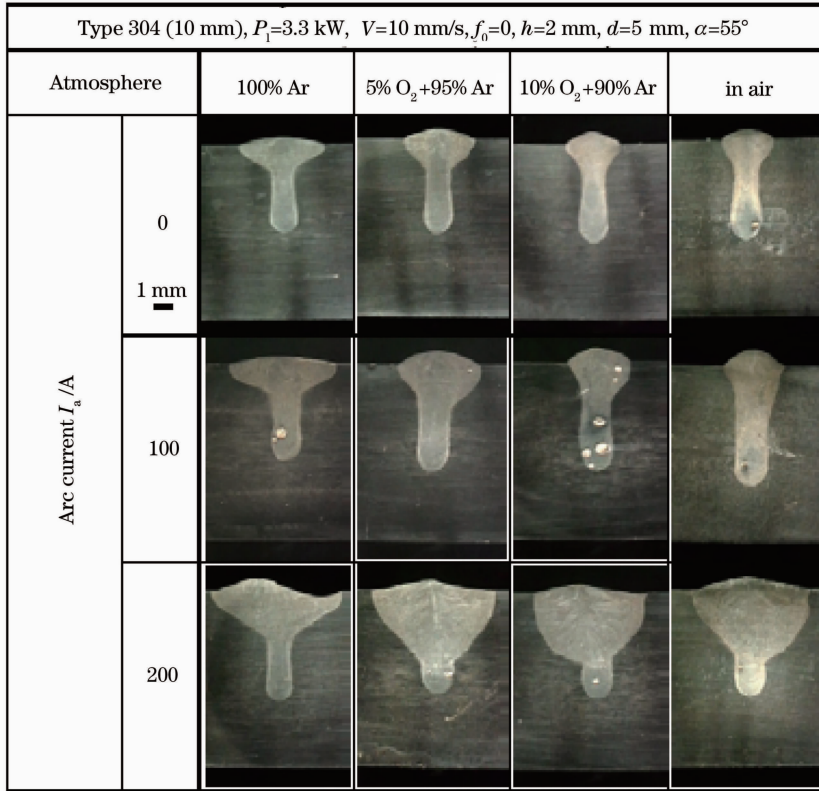 Type 304 (10 mm), P₁=3.3 kW, V=10 mm/s, f₀=0, h=2 mm, d=5 mm, α=55°
Atmosphere 100% Ar 5% O₂+95% Ar 10% O₂+90% Ar in air
Arc current Iₐ/A
0
1 mm
100
200